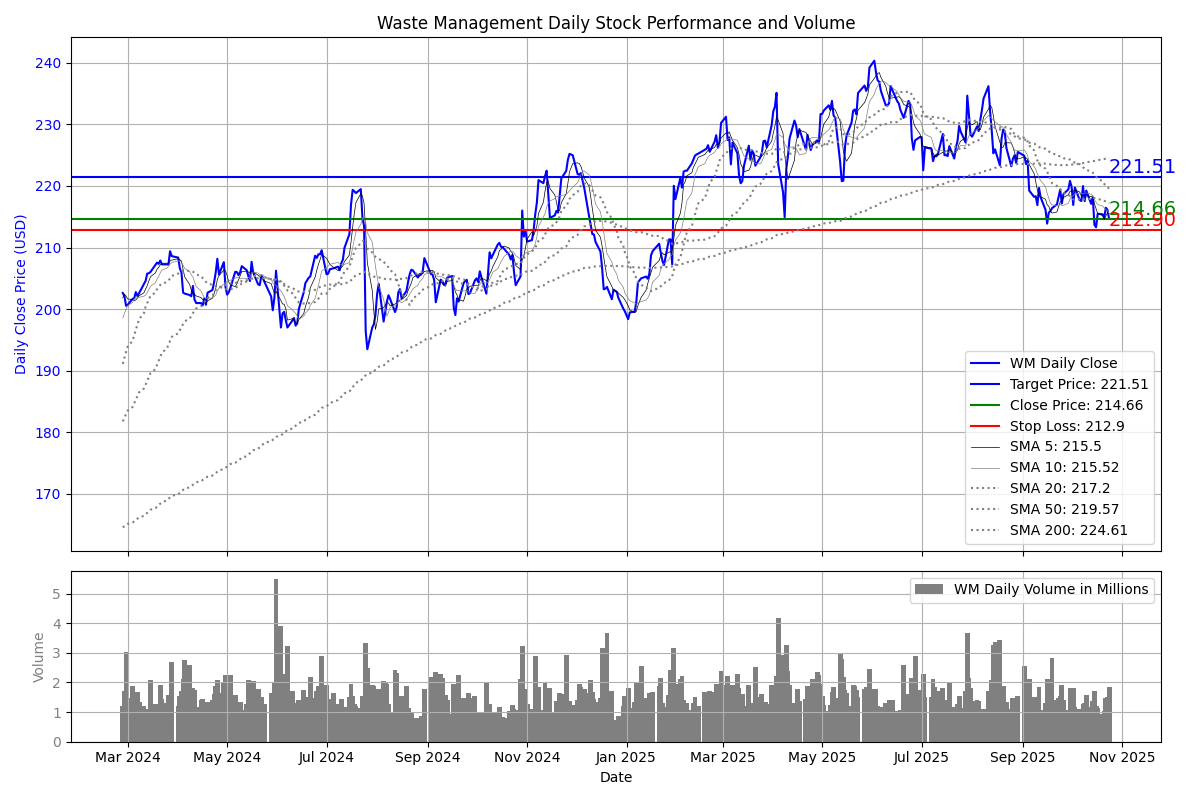 Waste Management Daily Stock Performance and Volume
240
230
220
210
200
190
180
170
Daily Close Price (USD)
221.51
214.66
212.90
WM Daily Close
Target Price: 221.51
Close Price: 214.66
Stop Loss: 212.9
SMA 5: 215.5
SMA 10: 215.52
SMA 20: 217.2
SMA 50: 219.57
SMA 200: 224.61
5
4
3
2
1
0
Volume
WM Daily Volume in Millions
Mar 2024 May 2024 Jul 2024 Sep 2024 Nov 2024 Jan 2025 Mar 2025 May 2025 Jul 2025 Sep 2025 Nov 2025
Date